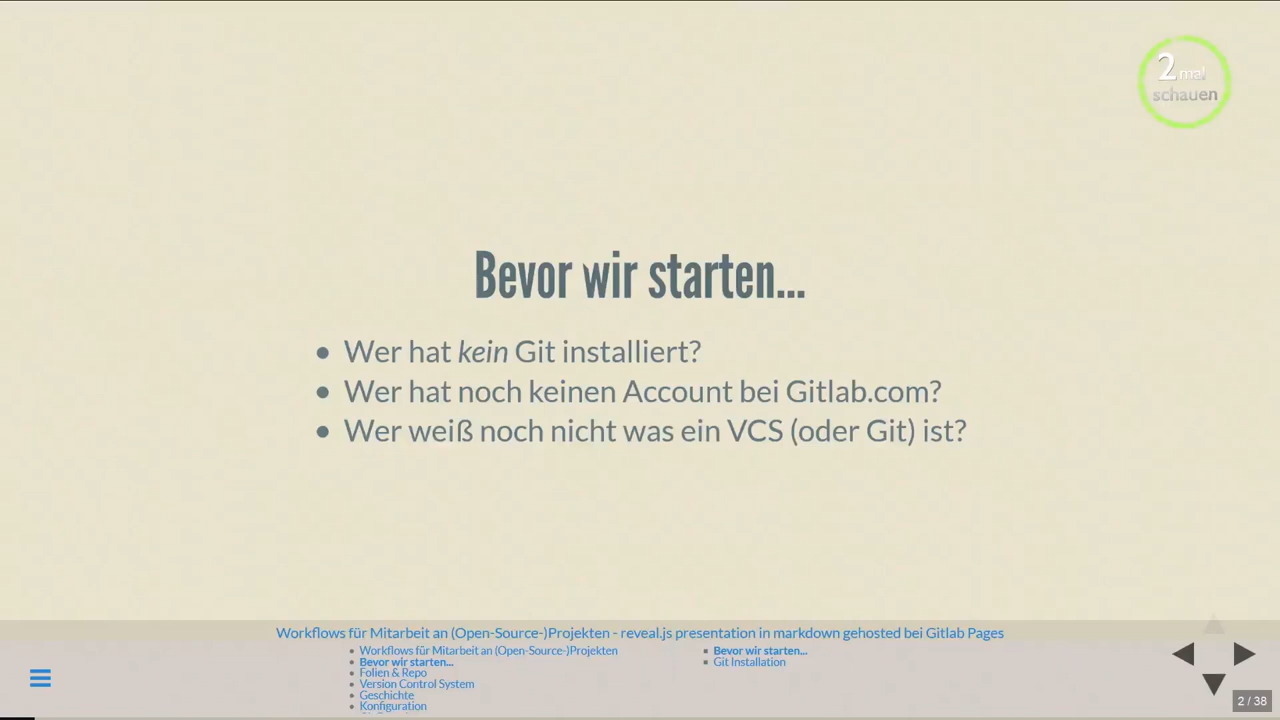 2 mal
schauen
Bevor wir starten...
Wer hat kein Git installiert?
Wer hat noch keinen Account bei Gitlab.com?
Wer weiß noch nicht was ein VCS (oder Git) ist?
Workflows für Mitarbeit an (Open-Source-)Projekten - reveal.js presentation in markdown gehosted bei Gitlab Pages
Workflows für Mitarbeit an (Open-Source-)Projekten
Bevor wir starten...
Folien & Repo
Version Control System
Geschichte
Konfiguration
Bevor wir starten...
Git Installation
2 / 38